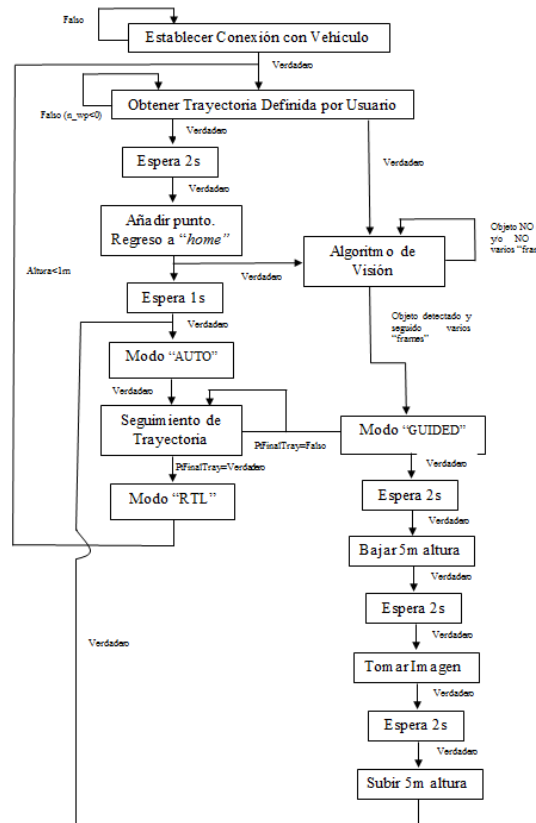 Falso
Establecer Conexión con Vehículo
Verdadero
Obtener Trayectoria Definida por Usuario
Falso (n_wp<0)
Verdadero
Espera 2s
Verdadero
Verdadero
Añadir punto.
Regreso a "home"
Objeto NO
y/o NO
varios
Algoritmo de
Visión
Verdadero
Altura<1m
Espera 1s
Verdadero
Objeto detectado y
seguido varios
"frames"
Modo "AUTO"
Verdadero
Seguimiento de
Trayectoria
PtFinalTray=Falso
Modo "GUIDED"
PtFinalTray=Verdadero
Verdadero
Modo "RTL"
Espera 2s
Verdadero
Bajar 5m altura
Verdadero
Espera 2s
Verdadero
Verdadero
Tomar Imagen
Verdadero
Espera 2s
Verdadero
Subir 5m altura